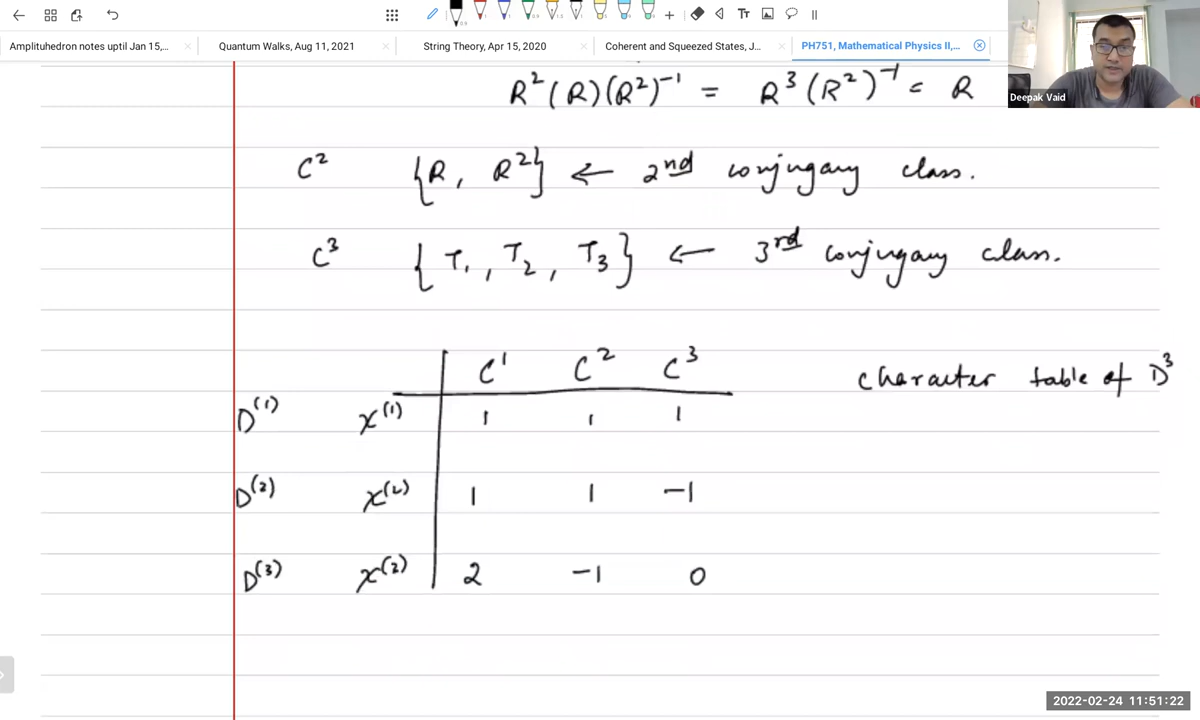 Amplituhedron notes uptil Jan 15,... Quantum Walks, Aug 11, 2021 String Theory, Apr 15, 2020 Coherent and Squeezed States, J... PH751, Mathematical Physics II,...
Deepak Vaid
R²(R)(R²)⁻¹ = R³(R²)⁻¹ = R
C² {R, R²} ← 2nd conjugacy class.
C³ {T₁, T₂, T₃} ← 3rd conjugacy class.
C¹ C² C³ character table of D³
D⁽¹⁾ χ⁽¹⁾ 1 1 1
D⁽²⁾ χ⁽²⁾ 1 1 -1
D⁽³⁾ χ⁽³⁾ 2 -1 0
2022-02-24 11:51:22